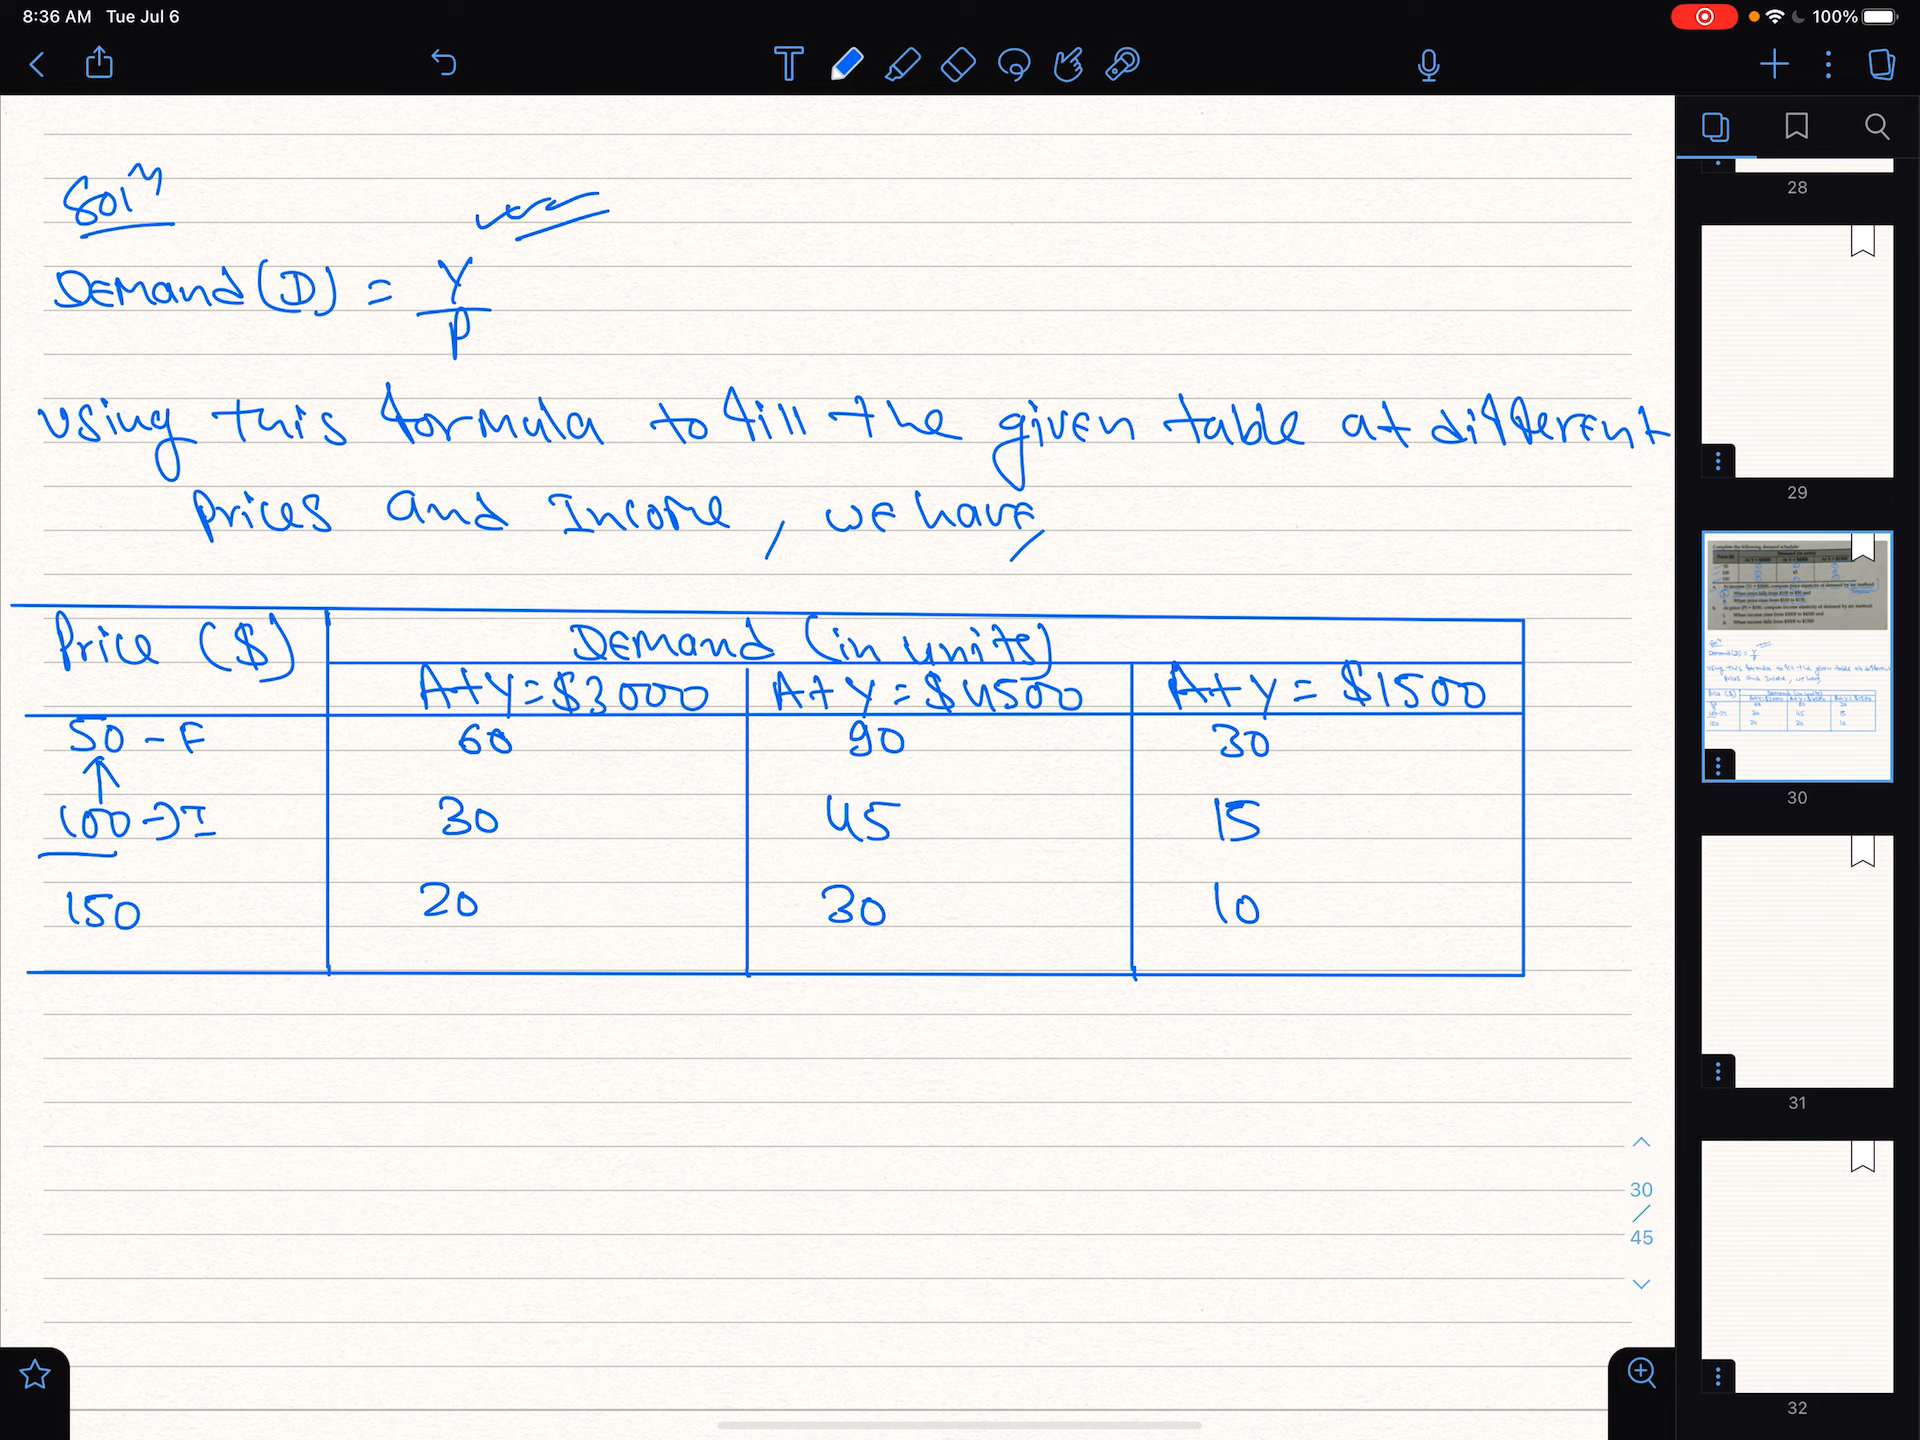 8:36 AM Tue Jul 6
100%
Solⁿ
Demand (D) = Y
P
using this formula to fill the given table at different
prices and Income, we have,
Price ($) Demand (in units)
At Y = $3000 At Y = $4500 At Y = $1500
50 - F 60 90 30
100 -> I 30 45 15
150 20 30 10
30
/
45
28
29
30
31
32